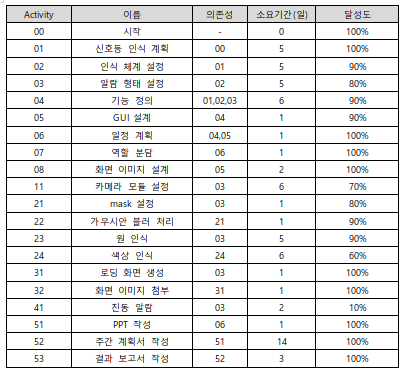 Activity 이름 의존성 소요기간(일) 달성도
00 시작 - 0 100%
01 신호등 인식 계획 00 5 100%
02 인식 체계 설정 01 5 90%
03 알람 형태 설정 02 5 80%
04 기능 정의 01,02,03 6 90%
05 GUI 설계 04 1 90%
06 일정 계획 04,05 1 100%
07 역할 분담 06 1 100%
08 화면 이미지 설계 05 2 100%
11 카메라 모듈 설정 03 6 70%
21 mask 설정 03 1 80%
22 가우시안 블러 처리 21 1 90%
23 원 인식 03 5 90%
24 색상 인식 24 6 60%
31 로딩 화면 생성 03 1 100%
32 화면 이미지 첨부 31 1 100%
41 진동 알람 03 2 10%
51 PPT 작성 06 1 100%
52 주간 계획서 작성 51 14 100%
53 결과 보고서 작성 52 3 100%